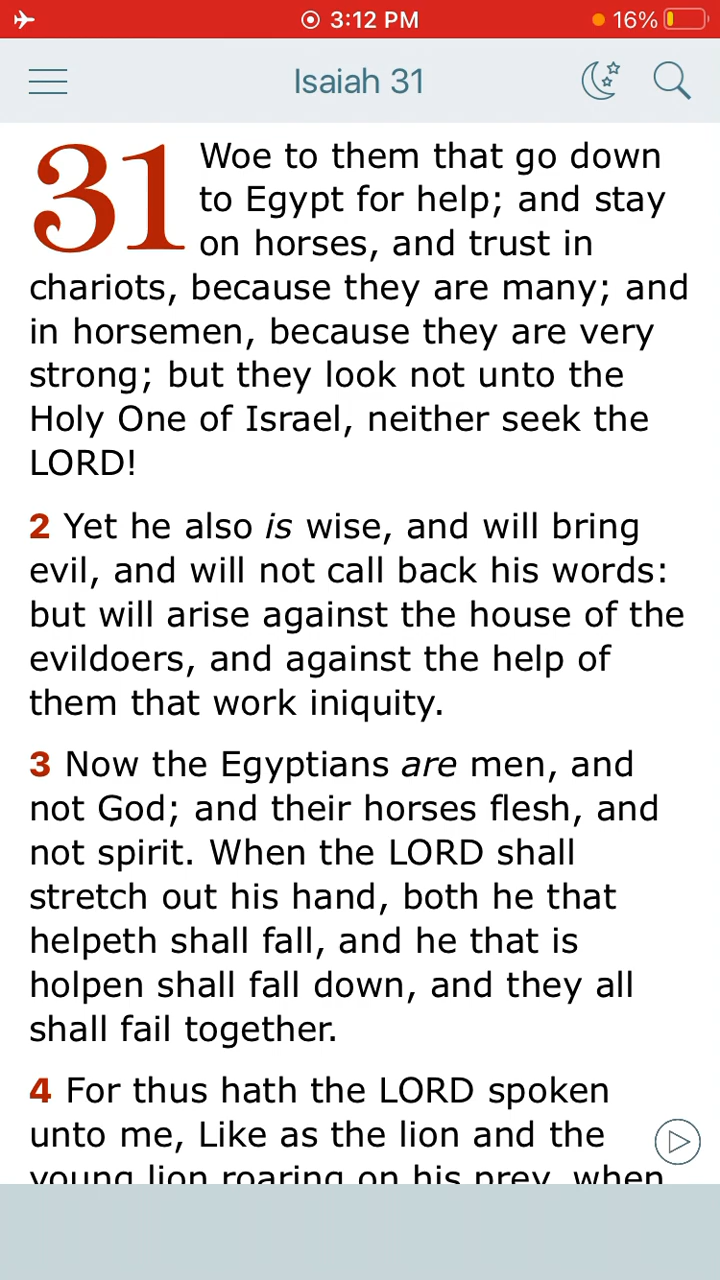 3:12 PM
16%
Isaiah 31
31 Woe to them that go down
to Egypt for help; and stay
on horses, and trust in
chariots, because they are many; and
in horsemen, because they are very
strong; but they look not unto the
Holy One of Israel, neither seek the
LORD!
2 Yet he also is wise, and will bring
evil, and will not call back his words:
but will arise against the house of the
evildoers, and against the help of
them that work iniquity.
3 Now the Egyptians are men, and
not God; and their horses flesh, and
not spirit. When the LORD shall
stretch out his hand, both he that
helpeth shall fall, and he that is
holpen shall fall down, and they all
shall fail together.
4 For thus hath the LORD spoken
unto me, Like as the lion and the
young lion roaring on his prey, when